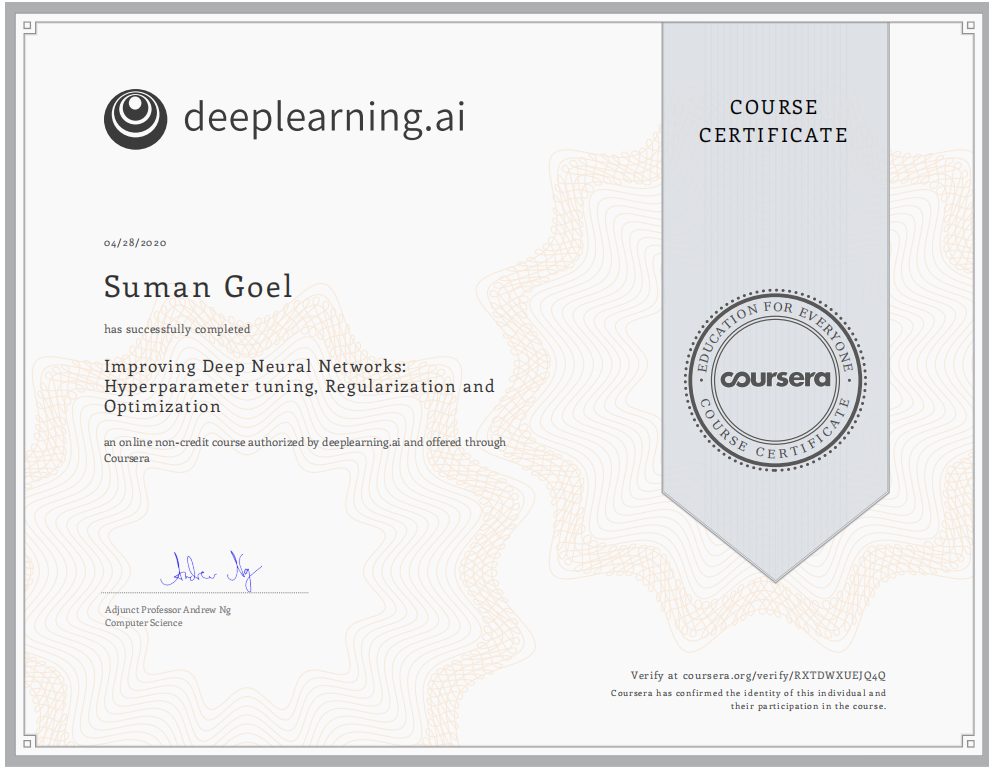 deeplearning.ai
COURSE
CERTIFICATE
04/28/2020
Suman Goel
has successfully completed
Improving Deep Neural Networks:
Hyperparameter tuning, Regularization and
Optimization
an online non-credit course authorized by deeplearning.ai and offered through
Coursera
EDUCATION FOR EVERYONE
coursera
COURSE CERTIFICATE
Andrew Ng
Adjunct Professor Andrew Ng
Computer Science
Verify at coursera.org/verify/RXTDWXUEJQ4Q
Coursera has confirmed the identity of this individual and
their participation in the course.